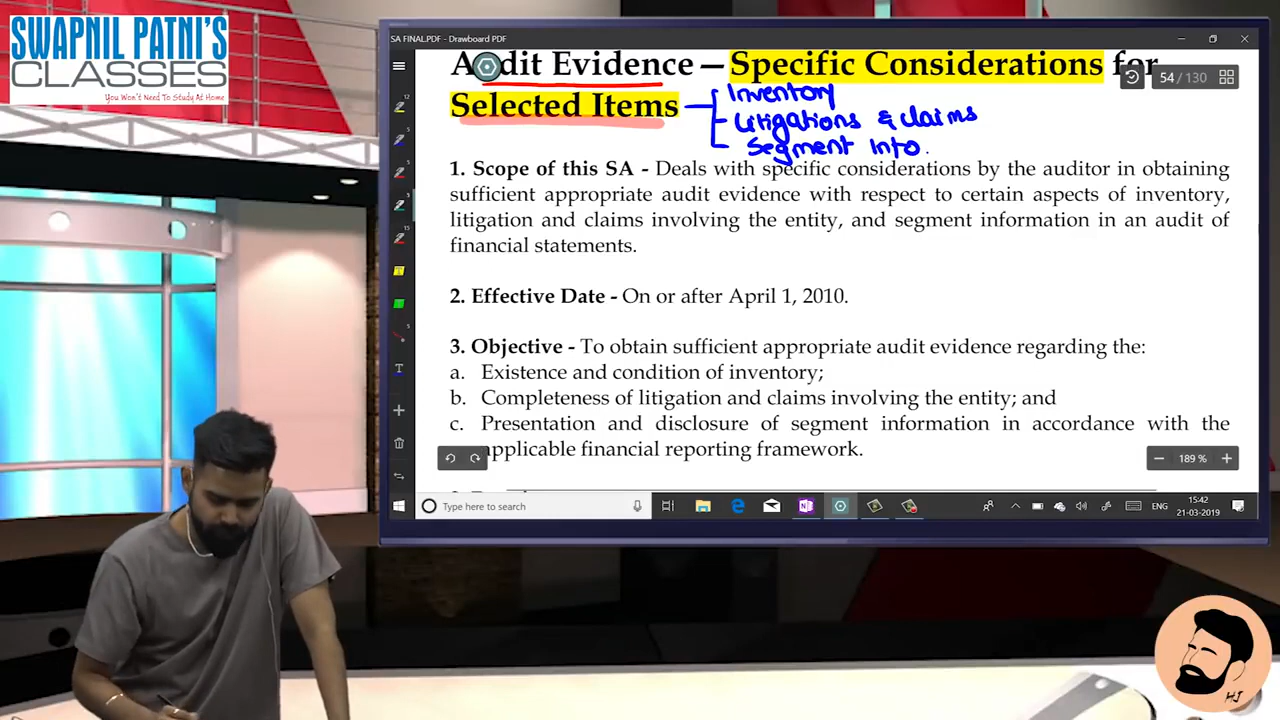 SWAPNIL PATNI'S
CLASSES
You Won't Need To Study At Home
SA FINAL.PDF - Drawboard PDF
Audit Evidence – Specific Considerations for
Selected Items
Inventory
Litigations & claims
Segment Info.
54 / 130
1. Scope of this SA - Deals with specific considerations by the auditor in obtaining
sufficient appropriate audit evidence with respect to certain aspects of inventory,
litigation and claims involving the entity, and segment information in an audit of
financial statements.
2. Effective Date - On or after April 1, 2010.
3. Objective - To obtain sufficient appropriate audit evidence regarding the:
a. Existence and condition of inventory;
b. Completeness of litigation and claims involving the entity; and
c. Presentation and disclosure of segment information in accordance with the
applicable financial reporting framework.
189 %
Type here to search
ENG
15:42
21-03-2019
HJ